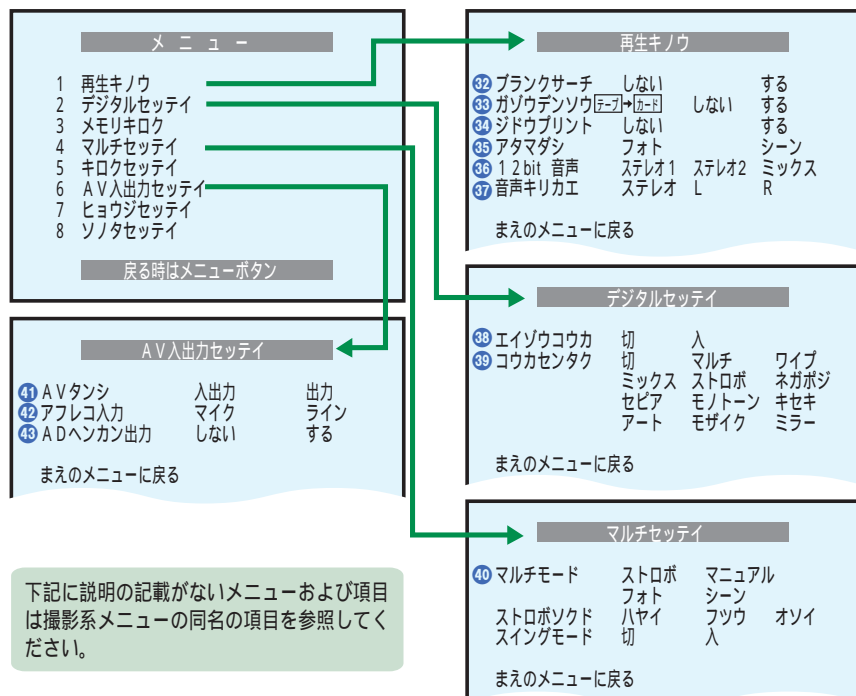 メニュー
1 再生キノウ
2 デジタルセッテイ
3 メモリキロク
4 マルチセッテイ
5 キロクセッテイ
6 AV入出力セッテイ
7 ヒョウジセッテイ
8 ソノタセッテイ
戻る時はメニューボタン
AV入出力セッテイ
41 AVタンシ 入出力 出力
42 アフレコ入力 マイク ライン
43 ADヘンカン出力 しない する
まえのメニューに戻る
下記に説明の記載がないメニューおよび項目
は撮影系メニューの同名の項目を参照してく
ださい。
再生キノウ
32 ブランクサーチ しない する
33 ガゾウデンソウ テープ→カード しない する
34 ジドウプリント しない する
35 アタマダシ フォト シーン
36 12bit 音声 ステレオ1 ステレオ2 ミックス
37 音声キリカエ ステレオ L R
まえのメニューに戻る
デジタルセッテイ
38 エイゾウコウカ 切 入
39 コウカセンタク 切 マルチ ワイプ
ミックス ストロボ ネガポジ
セピア モノトーン キセキ
アート モザイク ミラー
まえのメニューに戻る
マルチセッテイ
40 マルチモード ストロボ マニュアル
フォト シーン
ストロボソクド ハヤイ フツウ オソイ
スイングモード 切 入
まえのメニューに戻る